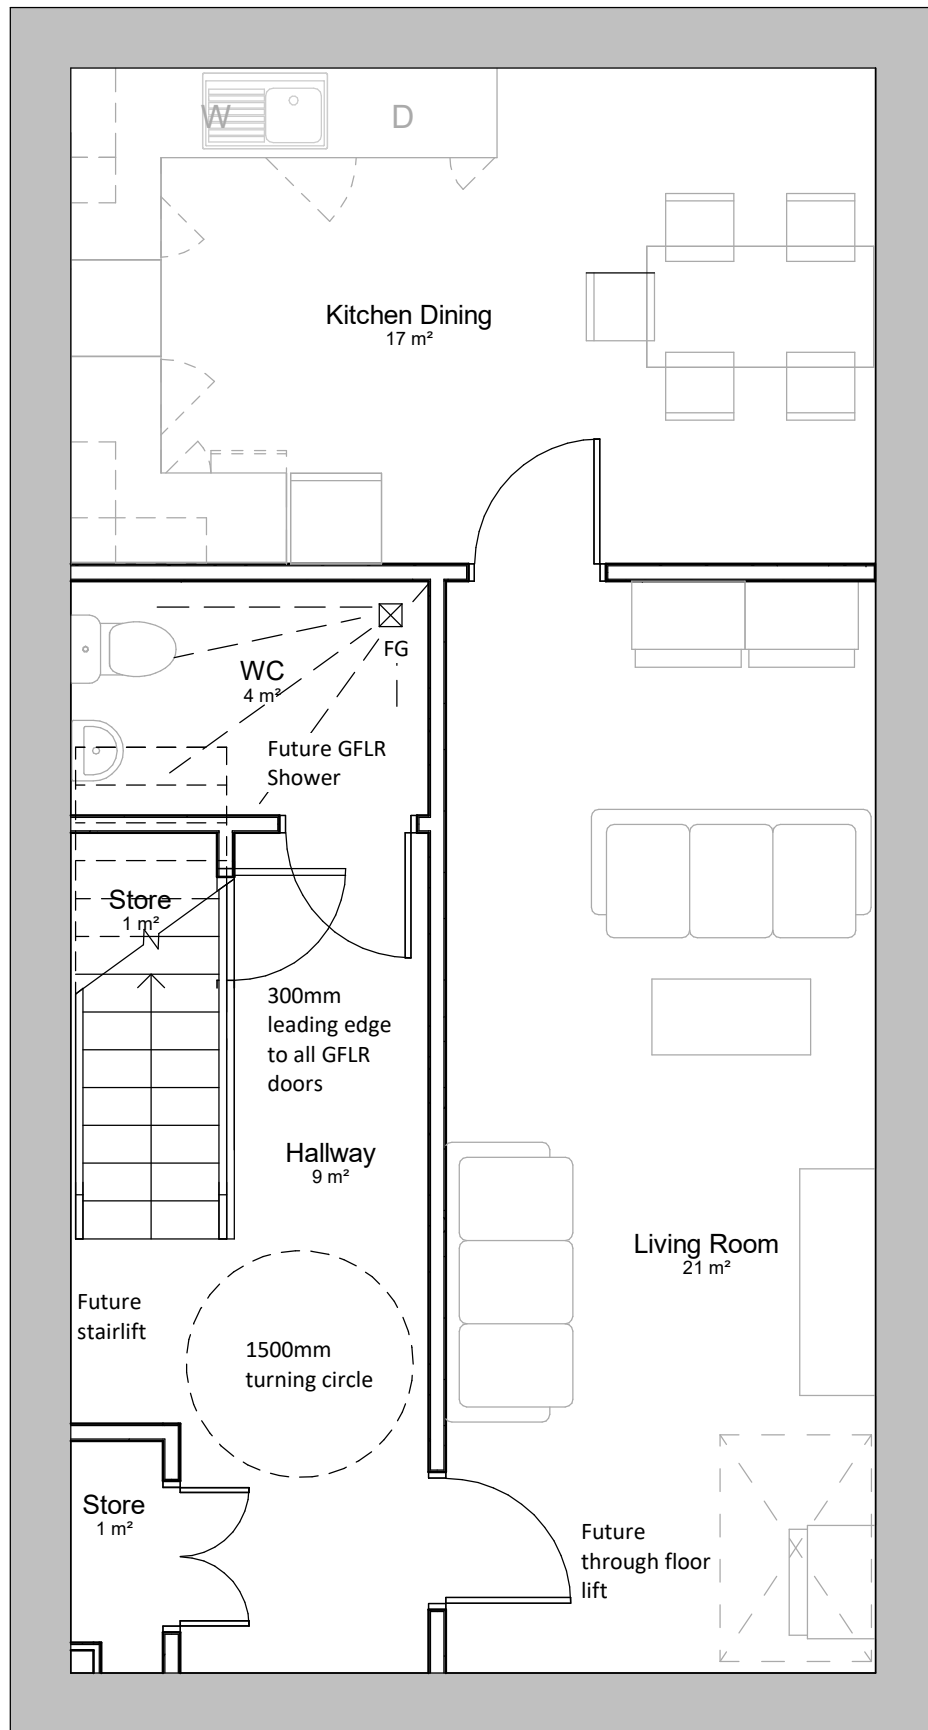 W
D
Kitchen Dining
17 m²
FG
WC
4 m²
Future GFLR
Shower
Store
1 m²
300mm
leading edge
to all GFLR
doors
Hallway
9 m²
Living Room
21 m²
Future
stairlift
1500mm
turning circle
Store
1 m²
Future
through floor
lift